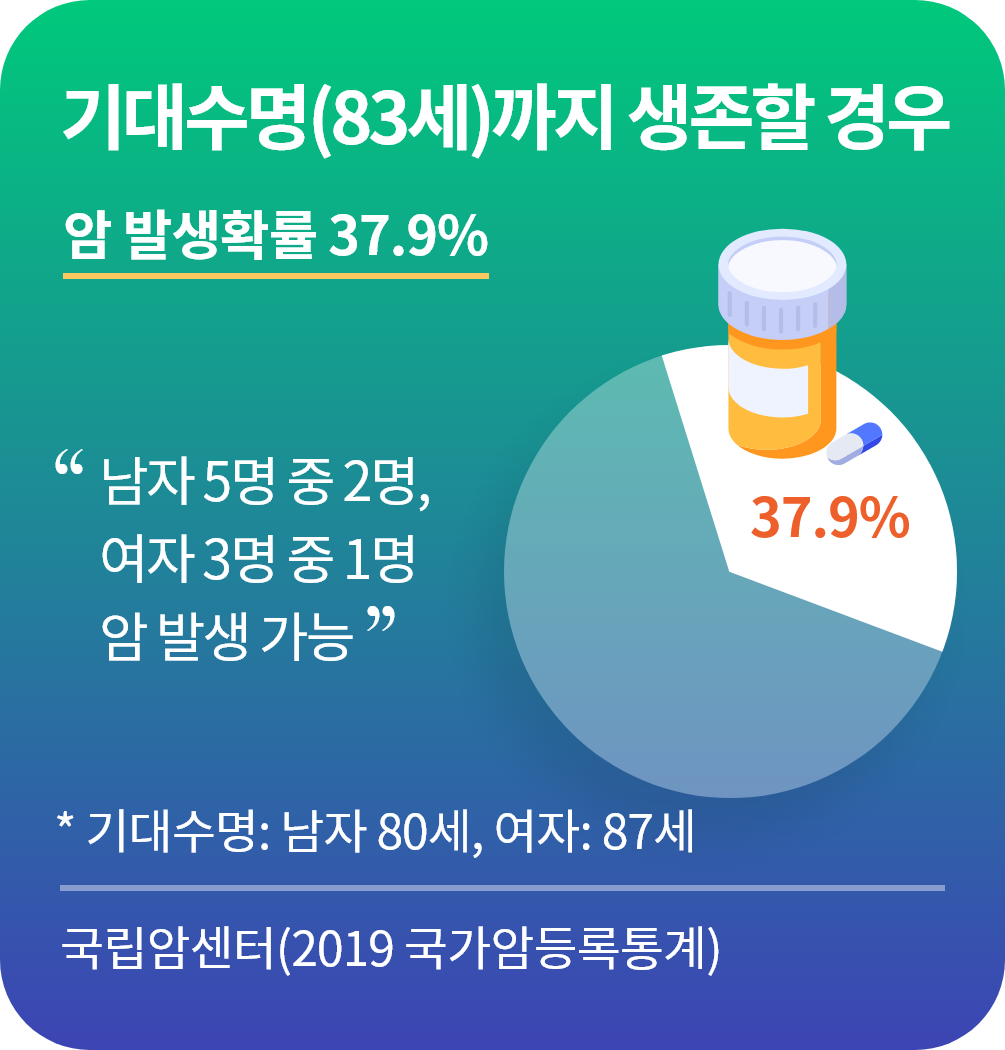 기대수명(83세)까지 생존할 경우
암 발생확률 37.9%
“ 남자 5명 중 2명,
여자 3명 중 1명
암 발생 가능 ”
37.9%
* 기대수명: 남자 80세, 여자: 87세
국립암센터(2019 국가암등록통계)